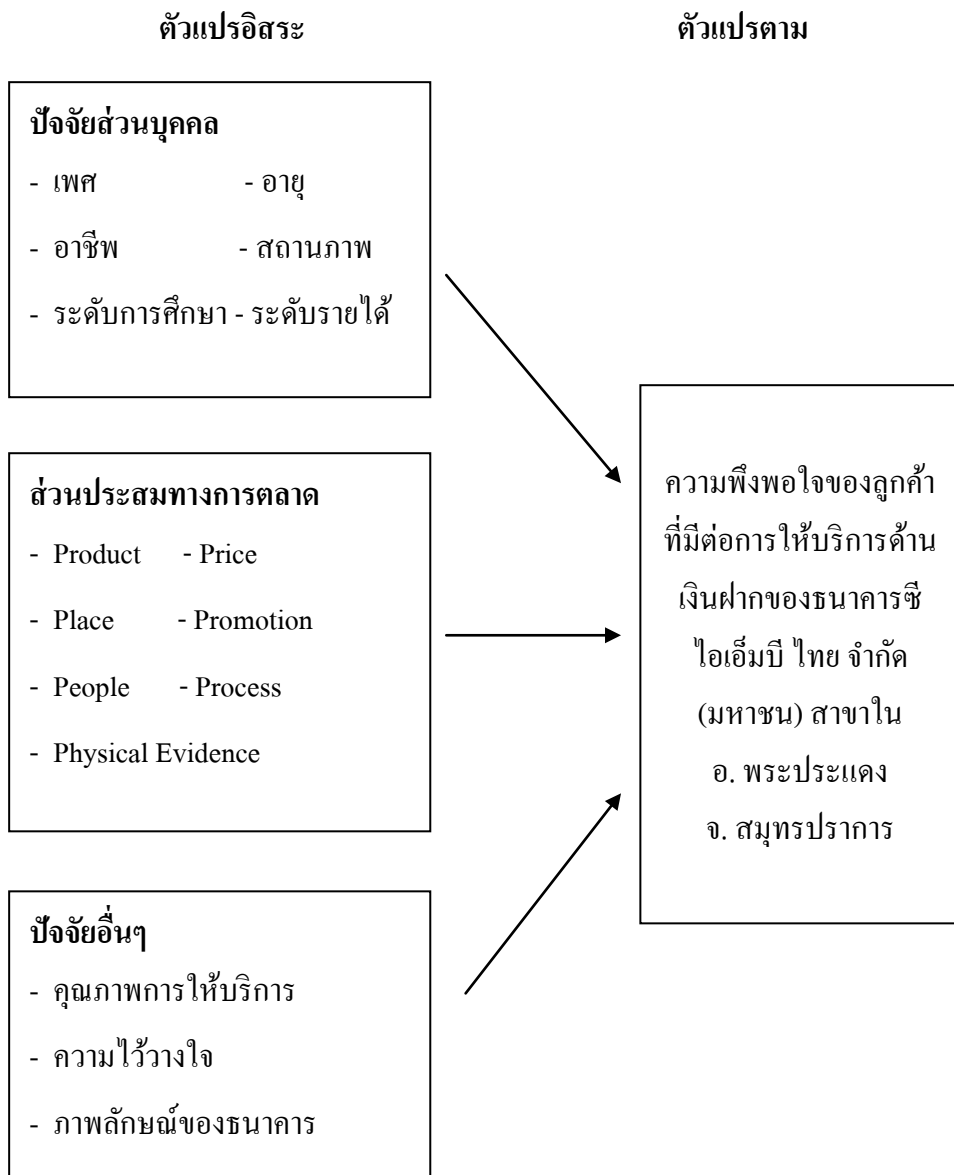 ตัวแปรอิสระ ตัวแปรตาม
ปัจจัยส่วนบุคคล
- เพศ - อายุ
- อาชีพ - สถานภาพ
- ระดับการศึกษา - ระดับรายได้
ส่วนประสมทางการตลาด
- Product - Price
- Place - Promotion
- People - Process
- Physical Evidence
ปัจจัยอื่นๆ
- คุณภาพการให้บริการ
- ความไว้วางใจ
- ภาพลักษณ์ของธนาคาร
ความพึงพอใจของลูกค้า
ที่มีต่อการให้บริการด้าน
เงินฝากของธนาคารซี
ไอเอ็มบี ไทย จำกัด
(มหาชน) สาขาใน
อ. พระประแดง
จ. สมุทรปราการ